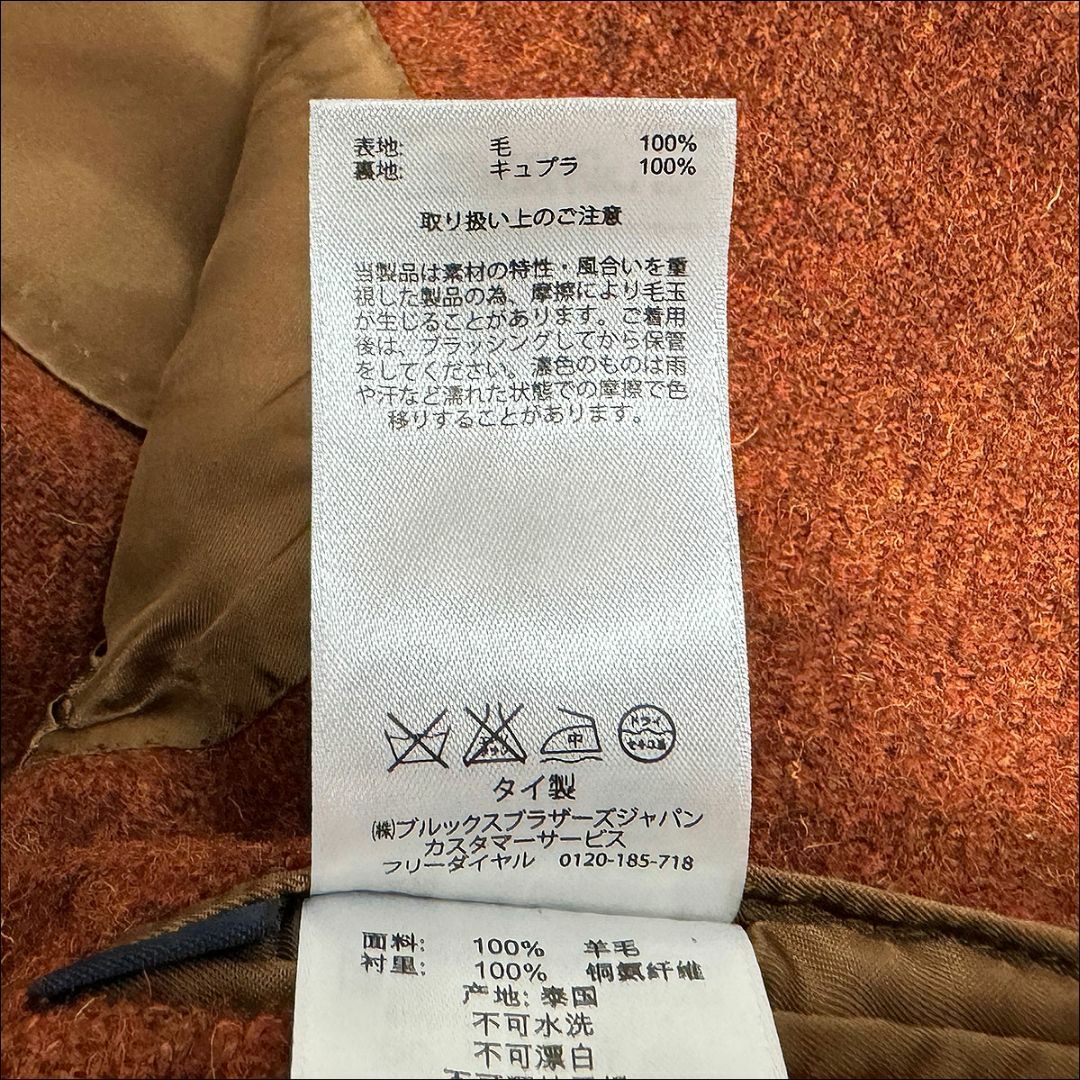 表地: 毛 100%
裏地: キュプラ 100%
取り扱い上のご注意
当製品は素材の特性・風合いを重
視した製品の為、摩擦により毛玉
が生じることがあります。ご着用
後は、ブラッシングしてから保管
をしてください。濃色のものは雨
や汗など濡れた状態での摩擦で色
移りすることがあります。
中
ドライ
タイ製
㈱ブルックスブラザーズジャパン
カスタマーサービス
フリーダイヤル 0120-185-718
面料: 100% 羊毛
衬里: 100% 铜氨纤维
产地: 泰国
不可水洗
不可漂白